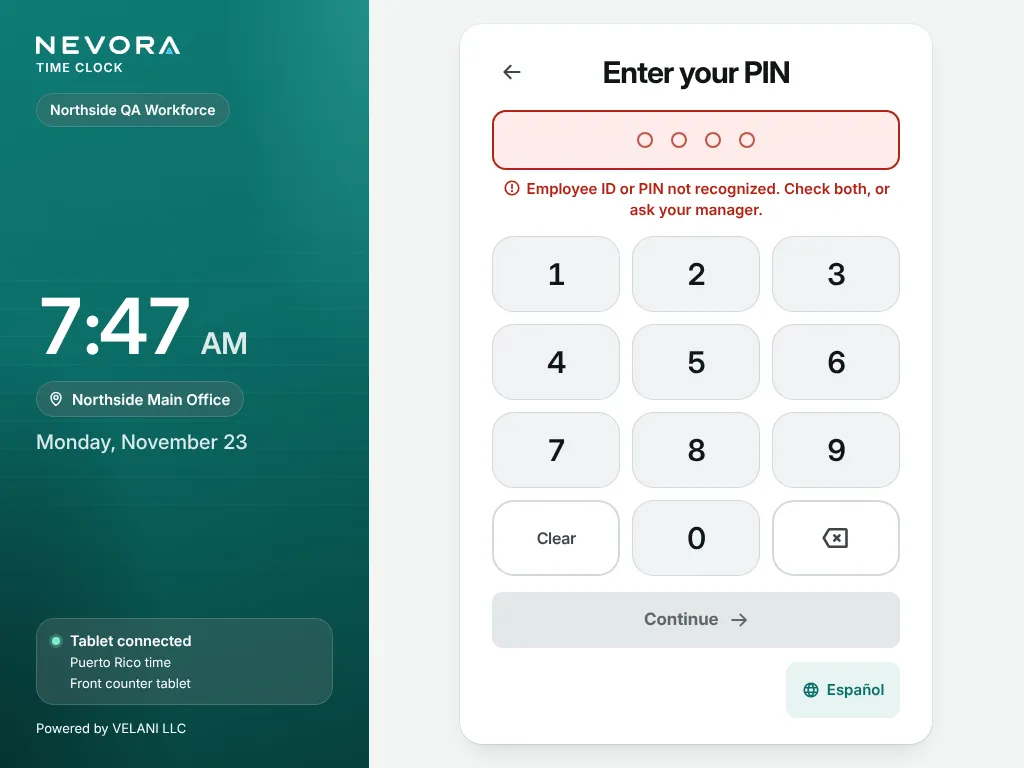 NEVORA
TIME CLOCK
Northside QA Workforce
7:47 AM
Northside Main Office
Monday, November 23
Tablet connected
Puerto Rico time
Front counter tablet
Powered by VELANI LLC
Enter your PIN
Employee ID or PIN not recognized. Check both, or
ask your manager.
1 2 3
4 5 6
7 8 9
Clear 0
Continue
Español